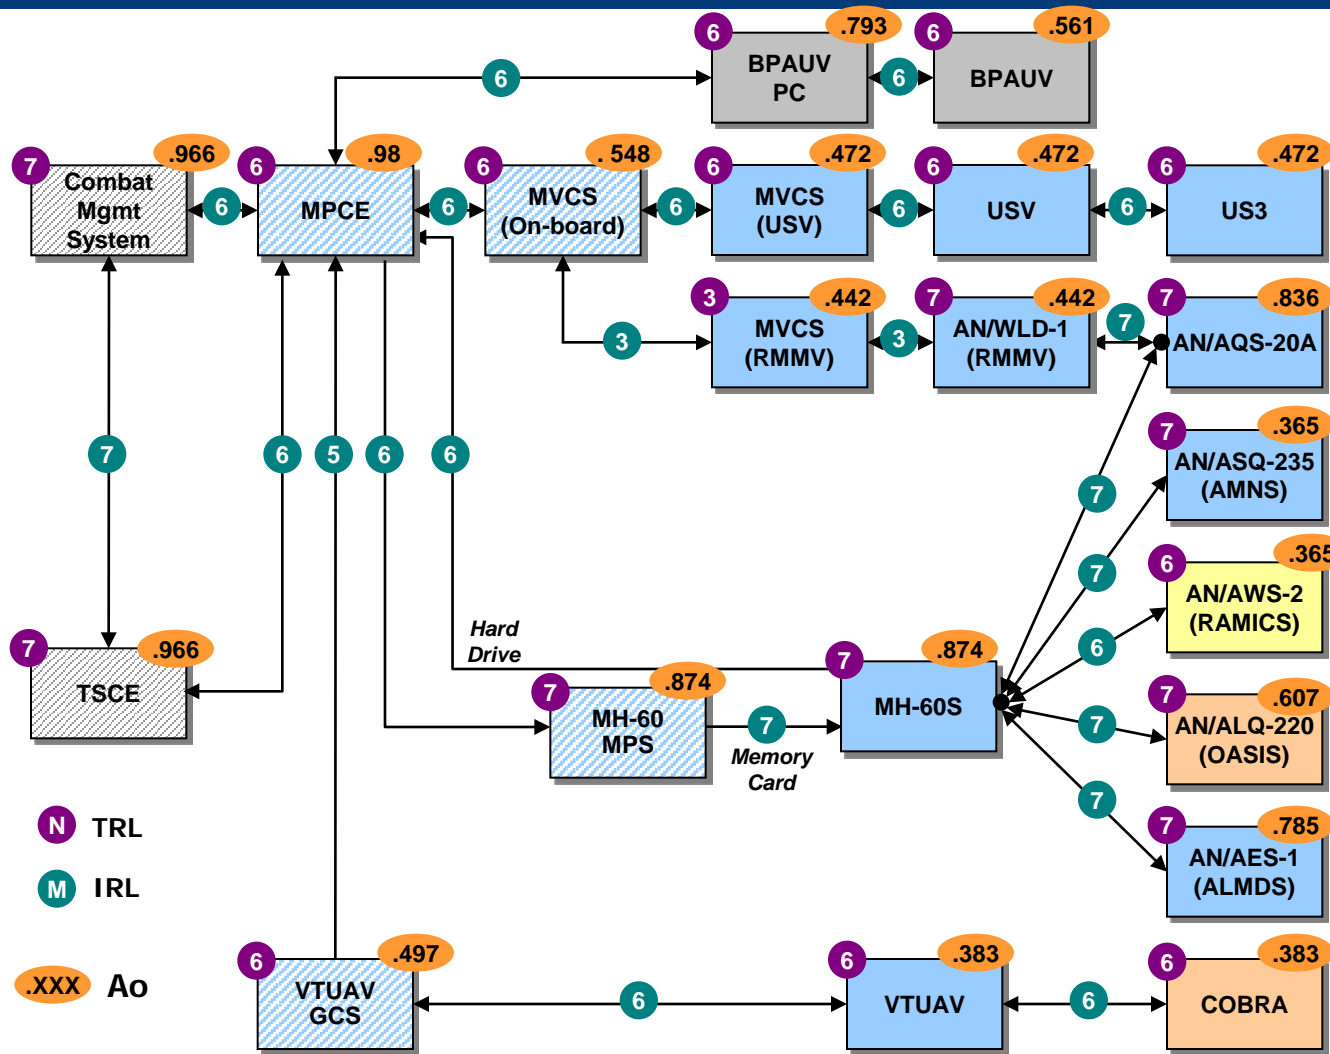 6 .793
BPAUV
PC
6
6 .561
BPAUV
6
7 .966
Combat
Mgmt
System
6
6 .98
MPCE
6
6 . 548
MVCS
(On-board)
6
6 .472
MVCS
(USV)
6
6 .472
USV
6
6 .472
US3
3
3 .442
MVCS
(RMMV)
3
7 .442
AN/WLD-1
(RMMV)
7
7 .836
AN/AQS-20A
7
6
5
6
6
7
7 .365
AN/ASQ-235
(AMNS)
7
6 .365
AN/AWS-2
(RAMICS)
6
7 .966
TSCE
Hard
Drive
7 .874
MH-60
MPS
7
Memory
Card
7 .874
MH-60S
7
7 .607
AN/ALQ-220
(OASIS)
7
7 .785
AN/AES-1
(ALMDS)
N TRL
M IRL
.XXX Ao
6 .497
VTUAV
GCS
6
6 .383
VTUAV
6
6 .383
COBRA